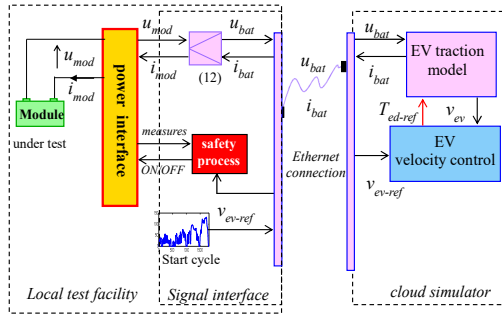 u_mod
i_mod
Module
under test
power interface
u_mod
i_mod
(12)
u_bat
i_bat
measures
ON/OFF
safety
process
v_ev-ref
Start cycle
u_bat
i_bat
Ethernet
connection
u_bat
i_bat
EV traction
model
T_ed-ref
v_ev
EV
velocity control
v_ev-ref
Local test facility
Signal interface
cloud simulator